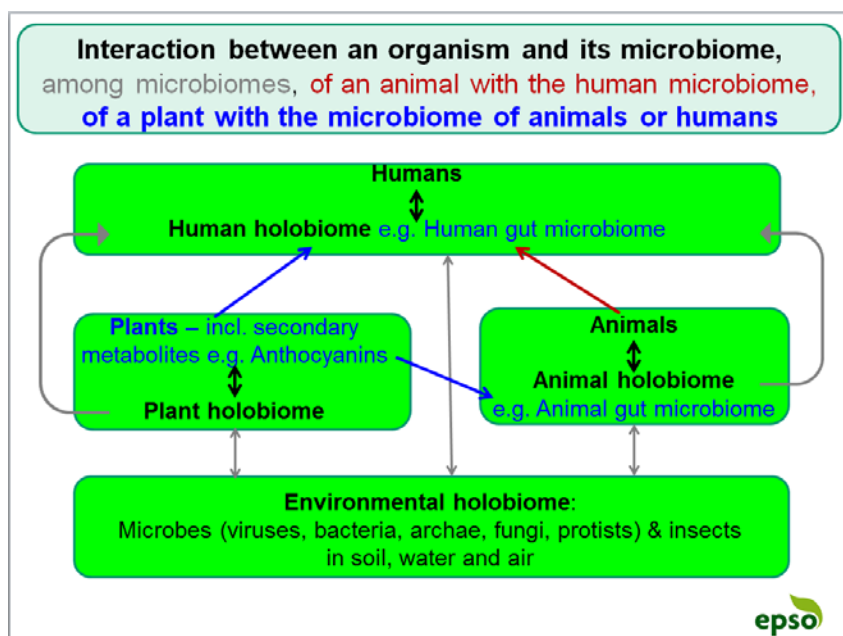 Interaction between an organism and its microbiome,
among microbiomes, of an animal with the human microbiome,
of a plant with the microbiome of animals or humans
Humans
Human holobiome e.g. Human gut microbiome
Plants – incl. secondary
metabolites e.g. Anthocyanins
Plant holobiome
Animals
Animal holobiome
e.g. Animal gut microbiome
Environmental holobiome:
Microbes (viruses, bacteria, archae, fungi, protists) & insects
in soil, water and air
epso